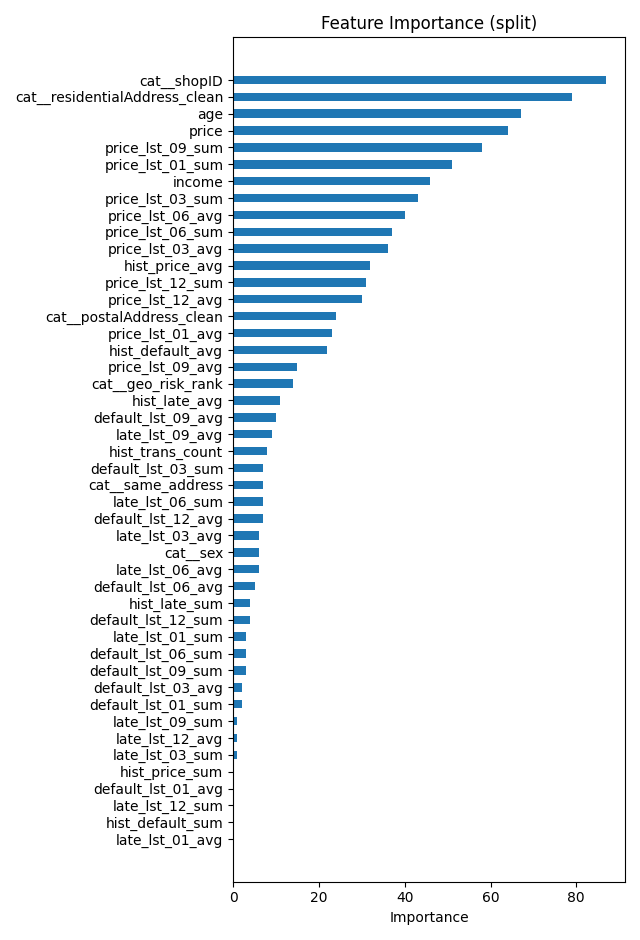 Feature Importance (split)
cat__shopID
cat__residentialAddress_clean
age
price
price_lst_09_sum
price_lst_01_sum
income
price_lst_03_sum
price_lst_06_avg
price_lst_06_sum
price_lst_03_avg
hist_price_avg
price_lst_12_sum
price_lst_12_avg
cat__postalAddress_clean
price_lst_01_avg
hist_default_avg
price_lst_09_avg
cat__geo_risk_rank
hist_late_avg
default_lst_09_avg
late_lst_09_avg
hist_trans_count
default_lst_03_sum
cat__same_address
late_lst_06_sum
default_lst_12_avg
late_lst_03_avg
cat__sex
late_lst_06_avg
default_lst_06_avg
hist_late_sum
default_lst_12_sum
late_lst_01_sum
default_lst_06_sum
default_lst_09_sum
default_lst_03_avg
default_lst_01_sum
late_lst_09_sum
late_lst_12_avg
late_lst_03_sum
hist_price_sum
default_lst_01_avg
late_lst_12_sum
hist_default_sum
late_lst_01_avg
0 20 40 60 80
Importance